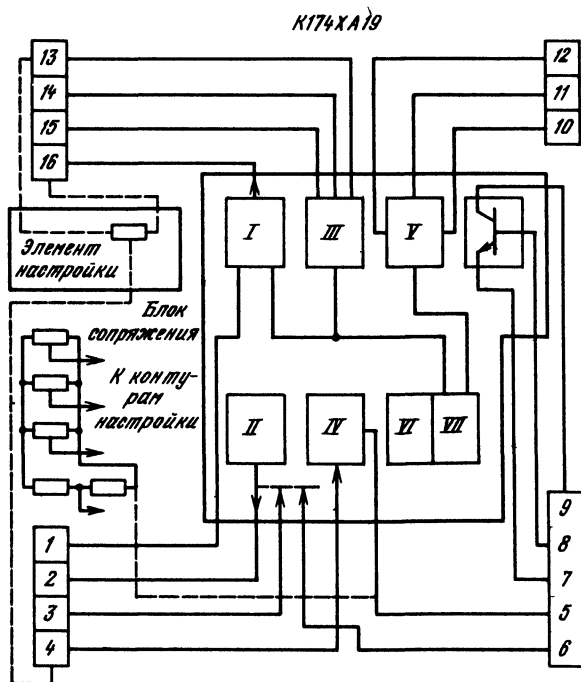 К174ХА19
13
14
15
16
12
11
10
I
III
V
Элемент
настройки
Блок
сопряжения
К конту-
рам
настройки
II
IV
VI
VII
1
2
3
4
9
8
7
5
6